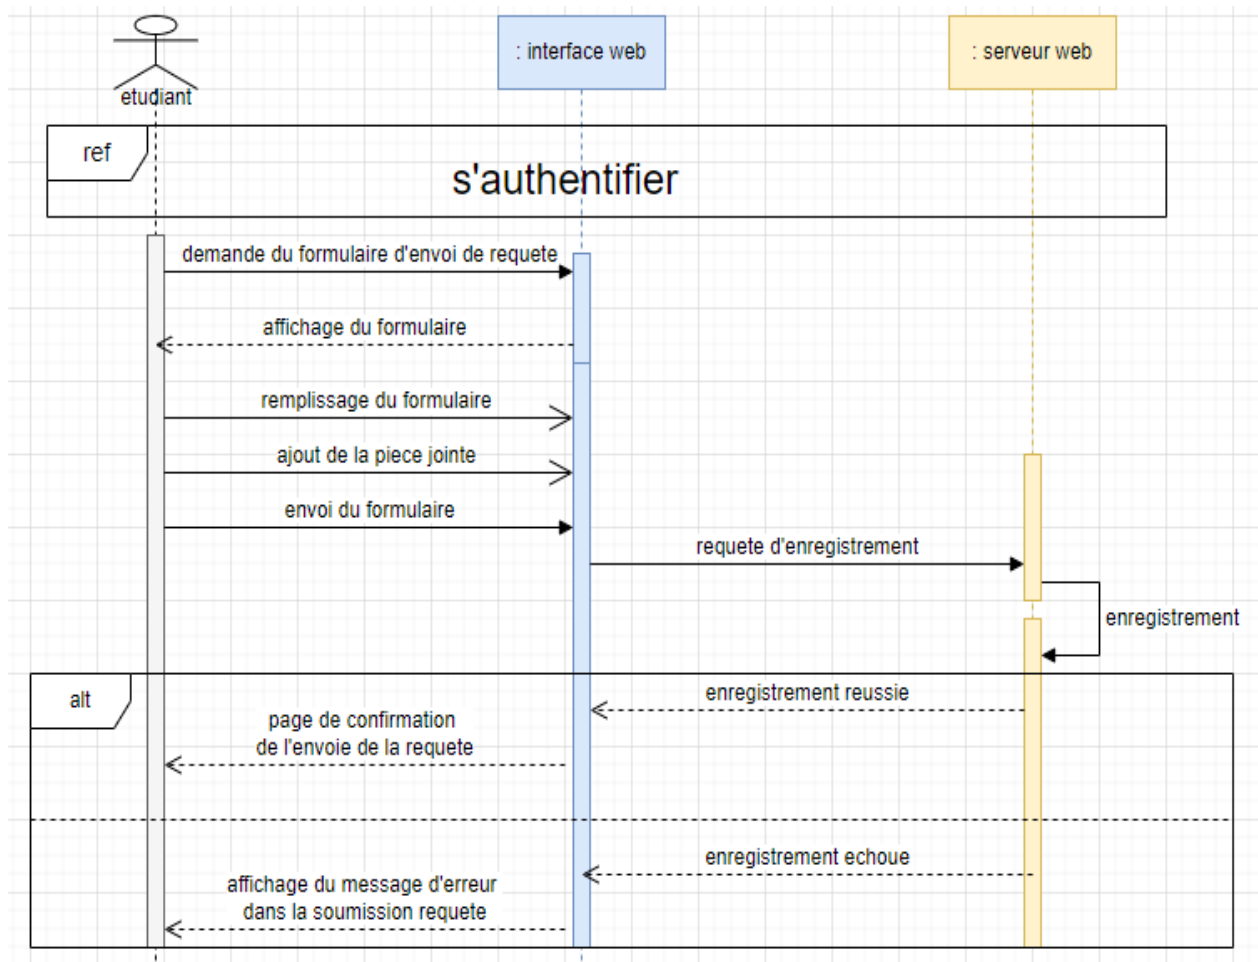 etudiant
: interface web
: serveur web
ref
s'authentifier
demande du formulaire d'envoi de requete
affichage du formulaire
remplissage du formulaire
ajout de la piece jointe
envoi du formulaire
requete d'enregistrement
enregistrement
alt
enregistrement reussie
page de confirmation
de l'envoie de la requete
enregistrement echoue
affichage du message d'erreur
dans la soumission requete